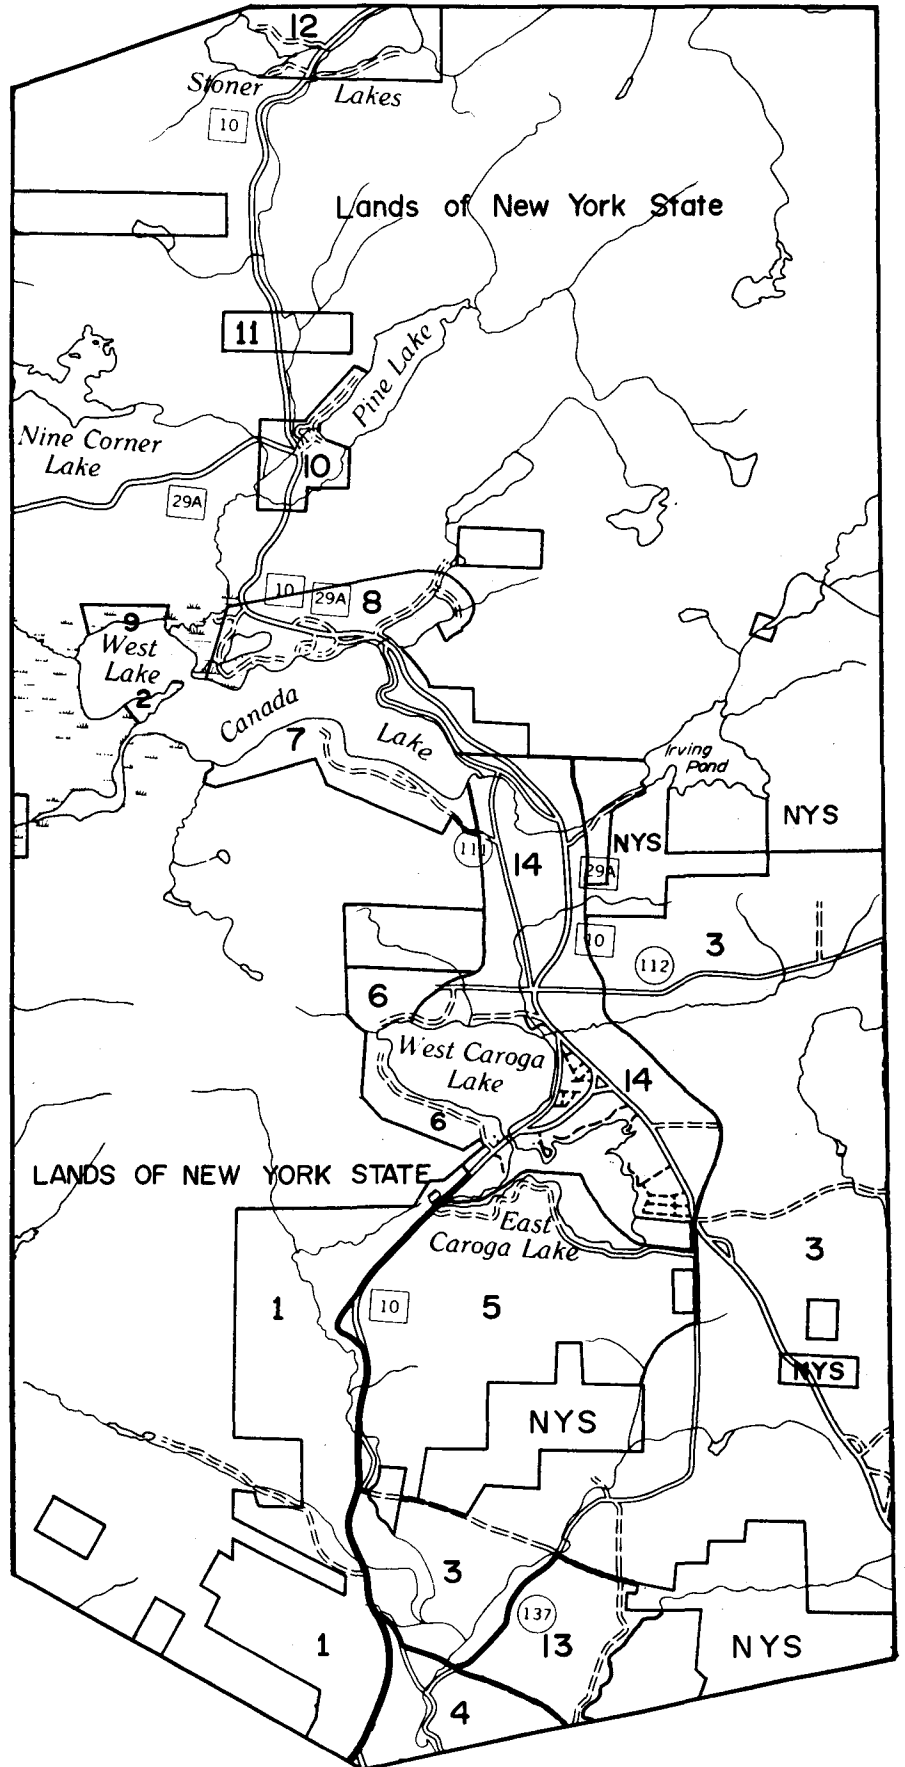 12
Stoner Lakes
10
Lands of New York State
11
Pine Lake
Nine Corner
Lake
10
29A
10
29A
8
9
West
Lake
2
Canada
Lake
7
Irving
Pond
NYS
NYS
111
14
29A
10
3
112
6
West Caroga
Lake
14
6
LANDS OF NEW YORK STATE
East
Caroga Lake
3
1
10
5
NYS
NYS
3
137
13
1
NYS
4